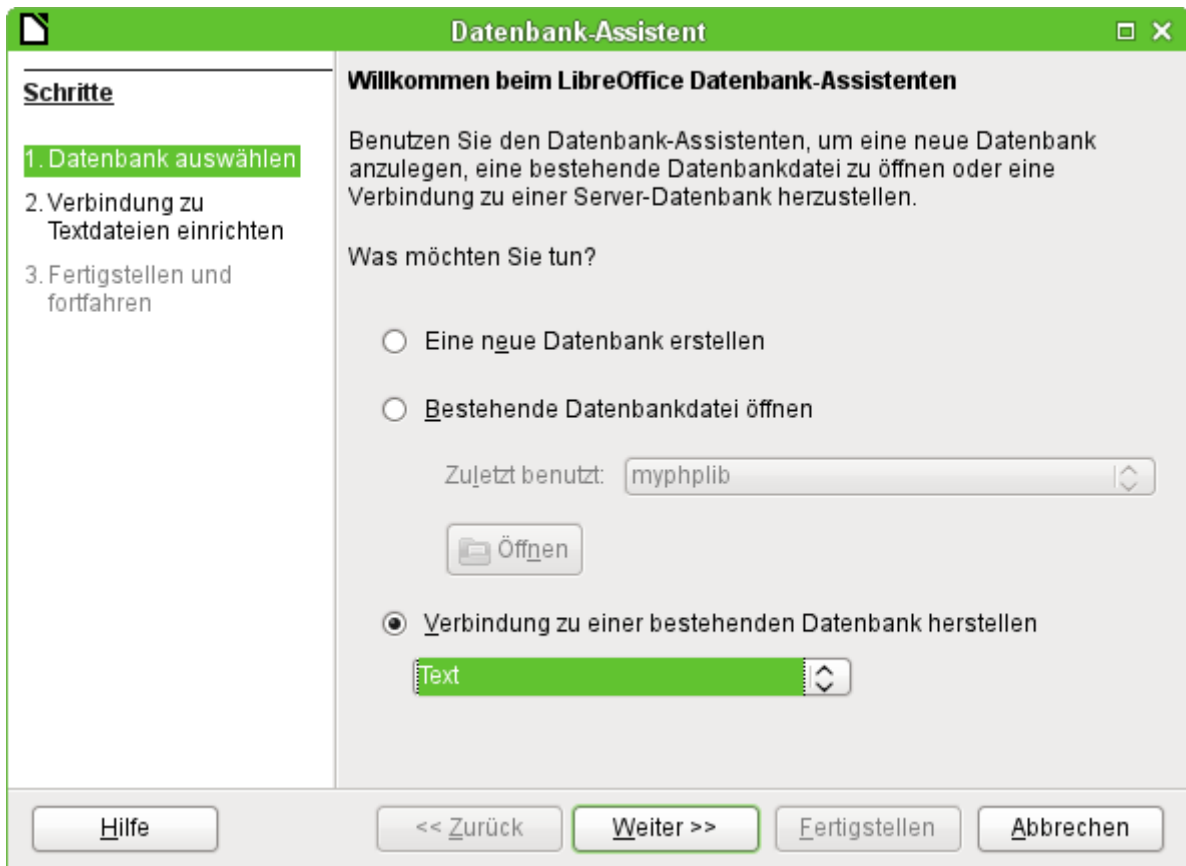 Datenbank-Assistent
Schritte
1. Datenbank auswählen
2. Verbindung zu
Textdateien einrichten
3. Fertigstellen und
fortfahren
Willkommen beim LibreOffice Datenbank-Assistenten
Benutzen Sie den Datenbank-Assistenten, um eine neue Datenbank
anzulegen, eine bestehende Datenbankdatei zu öffnen oder eine
Verbindung zu einer Server-Datenbank herzustellen.
Was möchten Sie tun?
Eine neue Datenbank erstellen
Bestehende Datenbankdatei öffnen
Zuletzt benutzt: myphplib
Öffnen
Verbindung zu einer bestehenden Datenbank herstellen
Text
Hilfe << Zurück Weiter >> Fertigstellen Abbrechen